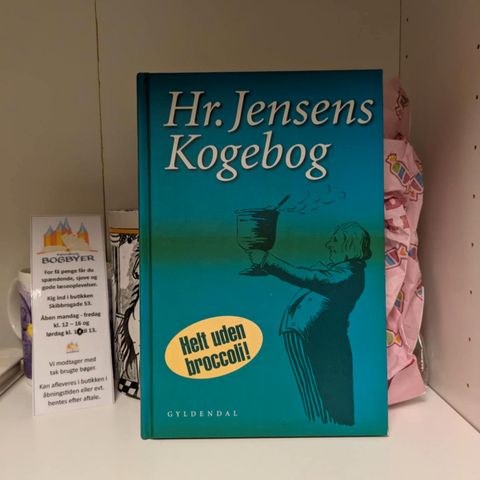 Hr. Jensens
Kogebog
Helt uden
broccoli!
GYLDENDAL
BOGBYER
For få penge får du
spændende, sjove og
gode læseoplevelser.
Kig ind i butikken
Skibbrogade 53.
Åben mandag - fredag
kl. 12 – 16 og
lørdag kl. til 13.
Vi modtager med
tak brugte bøger.
Kan afleveres i butikken i
åbningstiden eller evt.
hentes efter aftale.